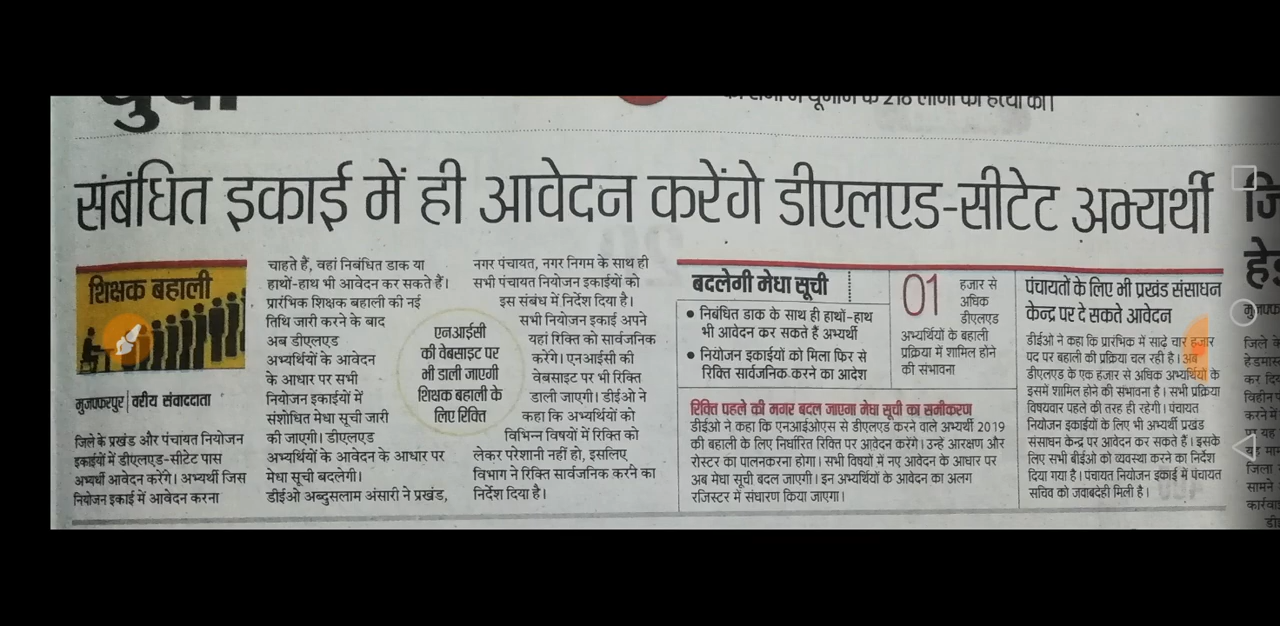 युवा
218 लोगों की हत्या की।
संबंधित इकाई में ही आवेदन करेंगे डीएलएड-सीटेट अभ्यर्थी
शिक्षक बहाली
मुजफ्फरपुर | वरीय संवाददाता
जिले के प्रखंड और पंचायत नियोजन
इकाईयों में डीएलएड-सीटेट पास
अभ्यर्थी आवेदन करेंगे। अभ्यर्थी जिस
नियोजन इकाई में आवेदन करना
चाहते हैं, वहां निबंधित डाक या
हाथों-हाथ भी आवेदन कर सकते हैं।
प्रारंभिक शिक्षक बहाली की नई
तिथि जारी करने के बाद
अब डीएलएड
अभ्यर्थियों के आवेदन
के आधार पर सभी
नियोजन इकाईयों में
संशोधित मेधा सूची जारी
की जाएगी। डीएलएड
अभ्यर्थियों के आवेदन के आधार पर
मेधा सूची बदलेगी।
डीईओ अब्दुसलाम अंसारी ने प्रखंड,
एनआईसी
की वेबसाइट पर
भी डाली जाएगी
शिक्षक बहाली के
लिए रिक्ति
नगर पंचायत, नगर निगम के साथ ही
सभी पंचायत नियोजन इकाईयों को
इस संबंध में निर्देश दिया है।
सभी नियोजन इकाई अपने
यहां रिक्ति को सार्वजनिक
करेंगे। एनआईसी की
वेबसाइट पर भी रिक्ति
डाली जाएगी। डीईओ ने
कहा कि अभ्यर्थियों को
विभिन्न विषयों में रिक्ति को
लेकर परेशानी नहीं हो, इसलिए
विभाग ने रिक्ति सार्वजनिक करने का
निर्देश दिया है।
बदलेगी मेधा सूची
● निबंधित डाक के साथ ही हाथों-हाथ
भी आवेदन कर सकते हैं अभ्यर्थी
● नियोजन इकाईयों को मिला फिर से
रिक्ति सार्वजनिक करने का आदेश
01
हजार से
अधिक
डीएलएड
अभ्यर्थियों के बहाली
प्रक्रिया में शामिल होने
की संभावना
रिक्ति पहले की मगर बदल जाएगा मेधा सूची का समीकरण
डीईओ ने कहा कि एनआईओएस से डीएलएड करने वाले अभ्यर्थी 2019
की बहाली के लिए निर्धारित रिक्ति पर आवेदन करेंगे। उन्हें आरक्षण और
रोस्टर का पालनकरना होगा। सभी विषयों में नए आवेदन के आधार पर
अब मेधा सूची बदल जाएगी। इन अभ्यर्थियों के आवेदन का अलग
रजिस्टर में संधारण किया जाएगा।
पंचायतों के लिए भी प्रखंड संसाधन
केन्द्र पर दे सकते आवेदन
डीईओ ने कहा कि प्रारंभिक में साढ़े चार हजार
पद पर बहाली की प्रक्रिया चल रही है। अब
डीएलएड के एक हजार से अधिक अभ्यर्थियों के
इसमें शामिल होने की संभावना है। सभी प्रक्रिया
विषयवार पहले की तरह ही रहेगी। पंचायत
नियोजन इकाईयों के लिए भी अभ्यर्थी प्रखंड
संसाधन केन्द्र पर आवेदन कर सकते हैं। इसके
लिए सभी बीईओ को व्यवस्था करने का निर्देश
दिया गया है। पंचायत नियोजन इकाई में पंचायत
सचिव को जवाबदेही मिली है।
जिले के
हेडमास
कर दि
विहीन
करने में
जिला
सामने